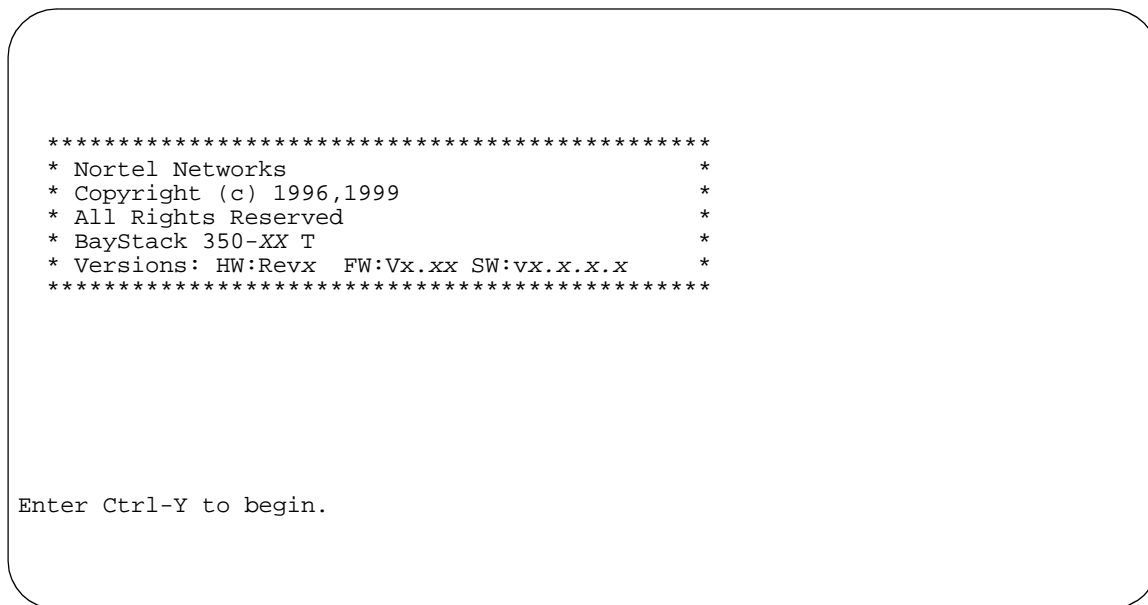 ***********************************************
* Nortel Networks *
* Copyright (c) 1996,1999 *
* All Rights Reserved *
* BayStack 350-XX T *
* Versions: HW:Revx FW:Vx.xx SW:vx.x.x.x *
***********************************************
Enter Ctrl-Y to begin.